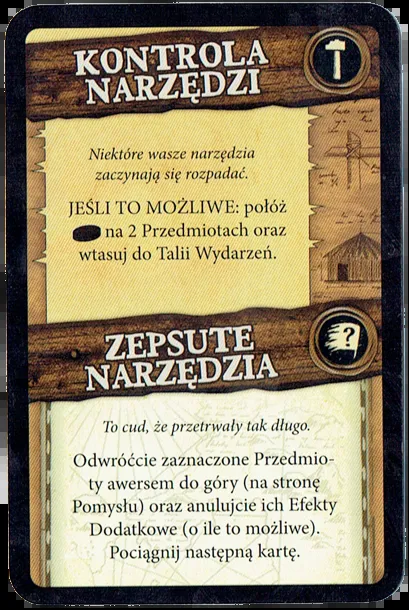 KONTROLA
NARZĘDZI
Niektóre wasze narzędzia
zaczynają się rozpadać.
JEŚLI TO MOŻLIWE: połóż
na 2 Przedmiotach oraz
wtasuj do Talii Wydarzeń.
ZEPSUTE
NARZĘDZIA
?
To cud, że przetrwały tak długo.
Odwróćcie zaznaczone Przedmio-
ty awersem do góry (na stronę
Pomysłu) oraz anulujcie ich Efekty
Dodatkowe (o ile to możliwe).
Pociągnij następną kartę.